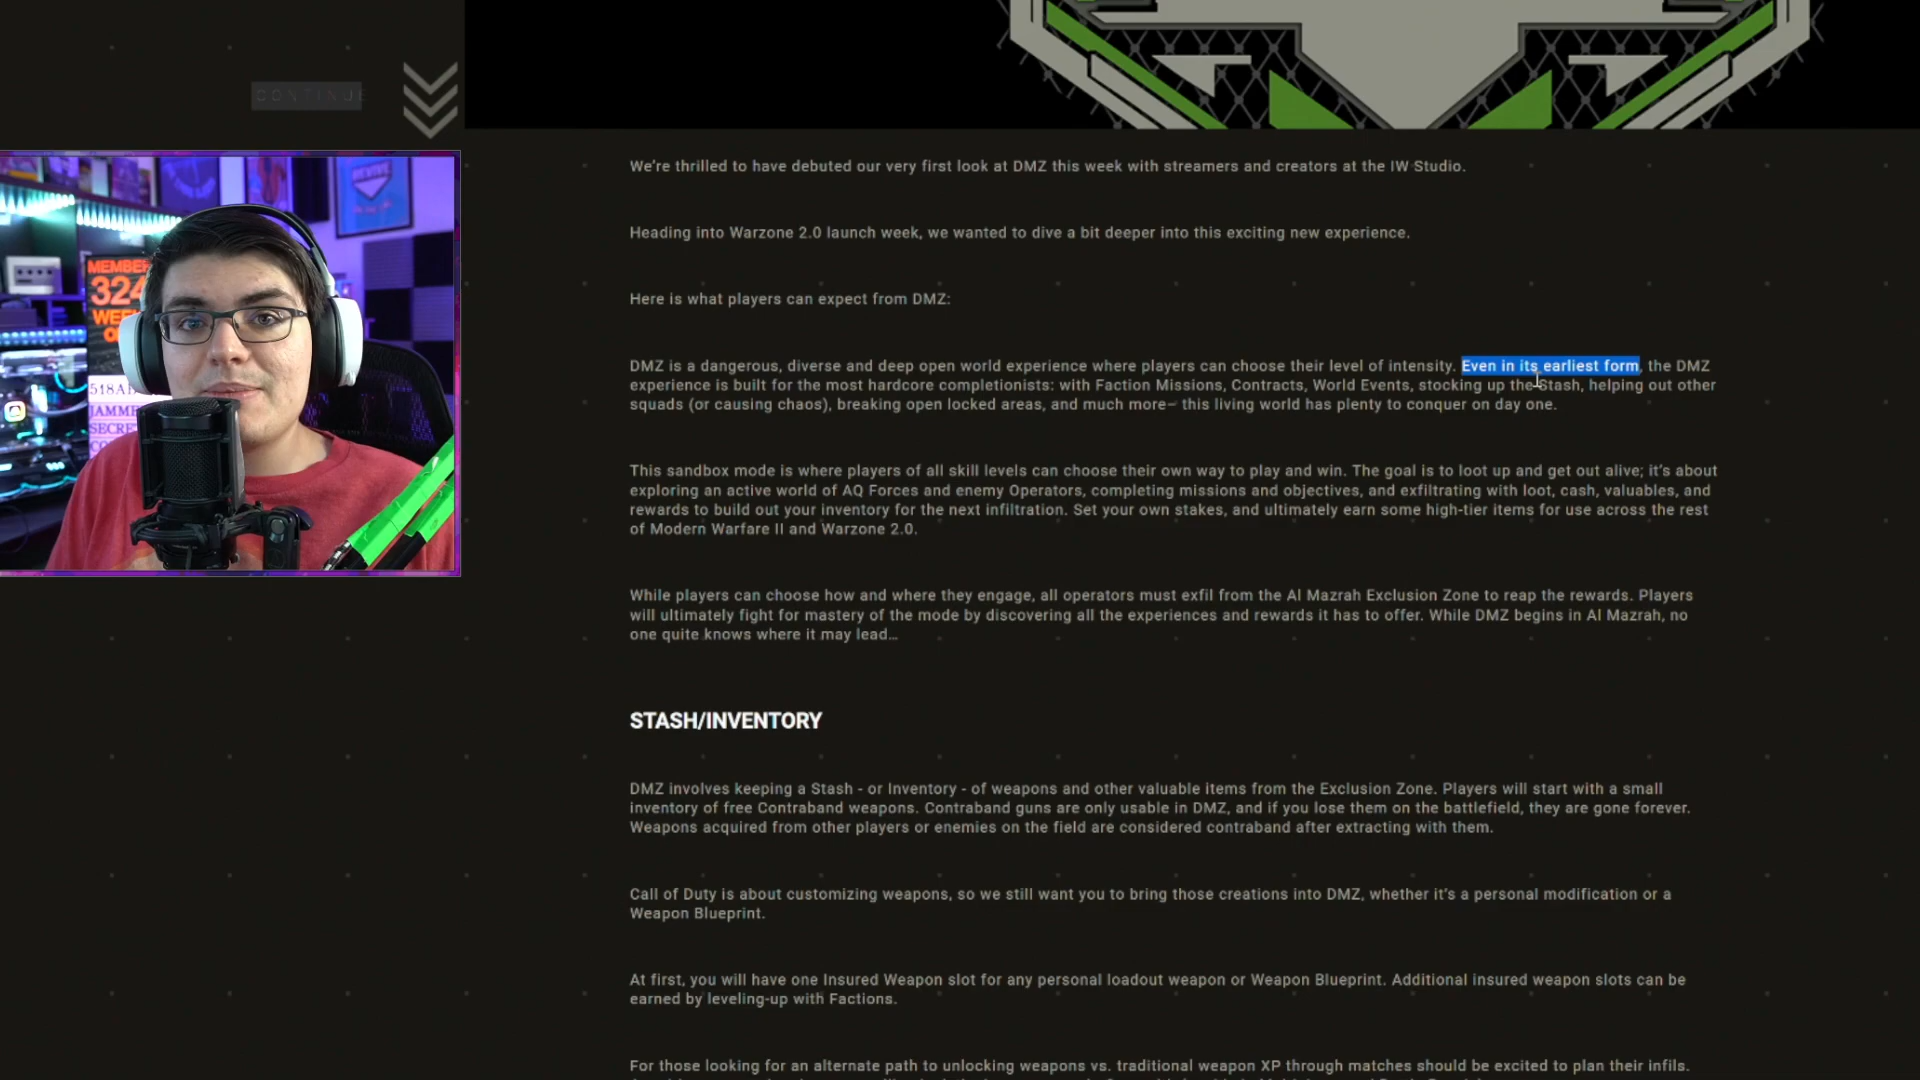 CONTINUE
MEMBER
324
WEE
518A
JAMME
SECRE
We're thrilled to have debuted our very first look at DMZ this week with streamers and creators at the IW Studio.
Heading into Warzone 2.0 launch week, we wanted to dive a bit deeper into this exciting new experience.
Here is what players can expect from DMZ:
DMZ is a dangerous, diverse and deep open world experience where players can choose their level of intensity. Even in its earliest form, the DMZ
experience is built for the most hardcore completionists: with Faction Missions, Contracts, World Events, stocking up the Stash, helping out other
squads (or causing chaos), breaking open locked areas, and much more– this living world has plenty to conquer on day one.
This sandbox mode is where players of all skill levels can choose their own way to play and win. The goal is to loot up and get out alive; it's about
exploring an active world of AQ Forces and enemy Operators, completing missions and objectives, and exfiltrating with loot, cash, valuables, and
rewards to build out your inventory for the next infiltration. Set your own stakes, and ultimately earn some high-tier items for use across the rest
of Modern Warfare II and Warzone 2.0.
While players can choose how and where they engage, all operators must exfil from the Al Mazrah Exclusion Zone to reap the rewards. Players
will ultimately fight for mastery of the mode by discovering all the experiences and rewards it has to offer. While DMZ begins in Al Mazrah, no
one quite knows where it may lead…
STASH/INVENTORY
DMZ involves keeping a Stash - or Inventory - of weapons and other valuable items from the Exclusion Zone. Players will start with a small
inventory of free Contraband weapons. Contraband guns are only usable in DMZ, and if you lose them on the battlefield, they are gone forever.
Weapons acquired from other players or enemies on the field are considered contraband after extracting with them.
Call of Duty is about customizing weapons, so we still want you to bring those creations into DMZ, whether it's a personal modification or a
Weapon Blueprint.
At first, you will have one Insured Weapon slot for any personal loadout weapon or Weapon Blueprint. Additional insured weapon slots can be
earned by leveling-up with Factions.
For those looking for an alternate path to unlocking weapons vs. traditional weapon XP through matches should be excited to plan their infils.